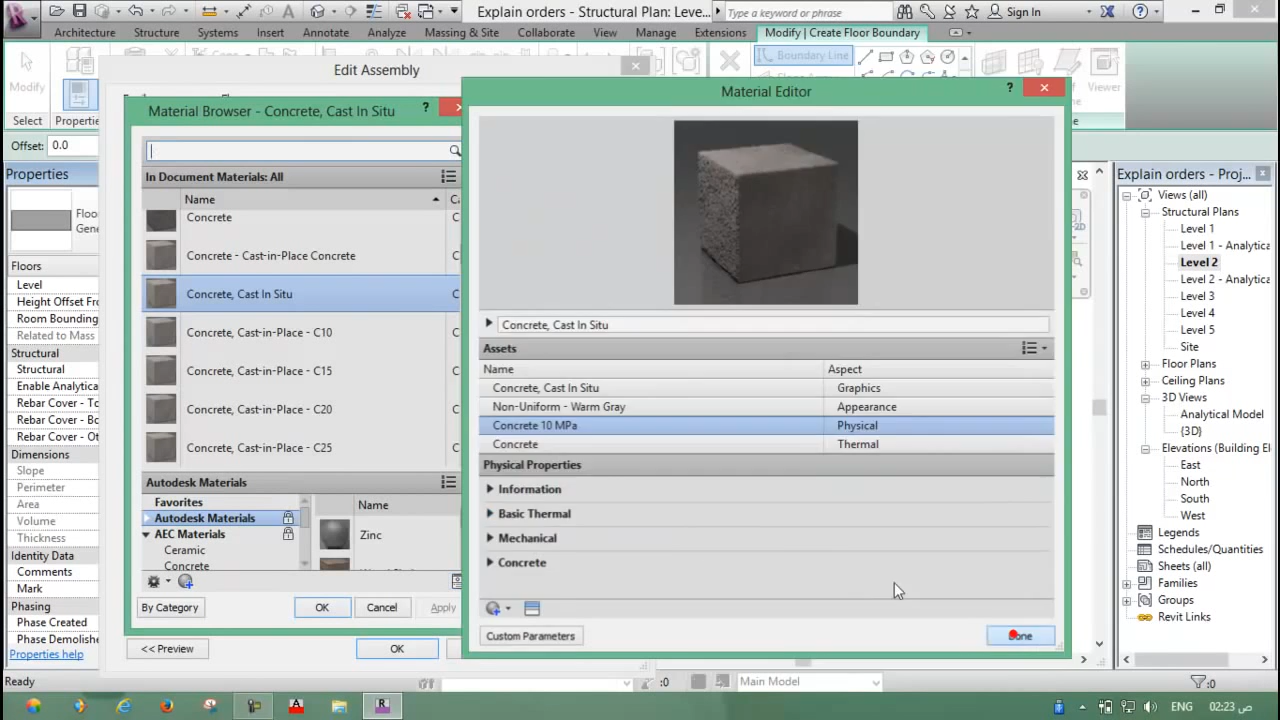 Explain orders - Structural Plan: Leve...
Type a keyword or phrase
Sign In
Architecture
Structure
Systems
Insert
Annotate
Analyze
Massing & Site
Collaborate
View
Manage
Extensions
Modify | Create Floor Boundary
Modify
Boundary Line
Viewer
Select
Properties
Offset: 0.0
Edit Assembly
Properties
Floor
Gene
Floors
Level
Height Offset Fro
Room Bounding
Related to Mass
Structural
Structural
Enable Analytical
Rebar Cover - Top
Rebar Cover - Bo
Rebar Cover - Ot
Dimensions
Slope
Perimeter
Area
Volume
Thickness
Identity Data
Comments
Mark
Phasing
Phase Created
Phase Demolishe
Properties help
Ready
Material Browser - Concrete, Cast In Situ
?
In Document Materials: All
Name
Ca
Concrete
C
Concrete - Cast-in-Place Concrete
C
Concrete, Cast In Situ
C
Concrete, Cast-in-Place - C10
C
Concrete, Cast-in-Place - C15
C
Concrete, Cast-in-Place - C20
C
Concrete, Cast-in-Place - C25
C
Autodesk Materials
Favorites
Autodesk Materials
AEC Materials
Ceramic
Concrete
Name
Zinc
By Category
OK
Cancel
Apply
<< Preview
OK
Material Editor
?
Concrete, Cast In Situ
Assets
Name
Aspect
Concrete, Cast In Situ
Graphics
Non-Uniform - Warm Gray
Appearance
Concrete 10 MPa
Physical
Concrete
Thermal
Physical Properties
Information
Basic Thermal
Mechanical
Concrete
Custom Parameters
Done
Explain orders - Proj...
Views (all)
Structural Plans
Level 1
Level 1 - Analytica
Level 2
Level 2 - Analytica
Level 3
Level 4
Level 5
Site
Floor Plans
Ceiling Plans
3D Views
Analytical Model
{3D}
Elevations (Building El
East
North
South
West
Legends
Schedules/Quantities
Sheets (all)
Families
Groups
Revit Links
:0
Main Model
:0
ENG
02:23 ص